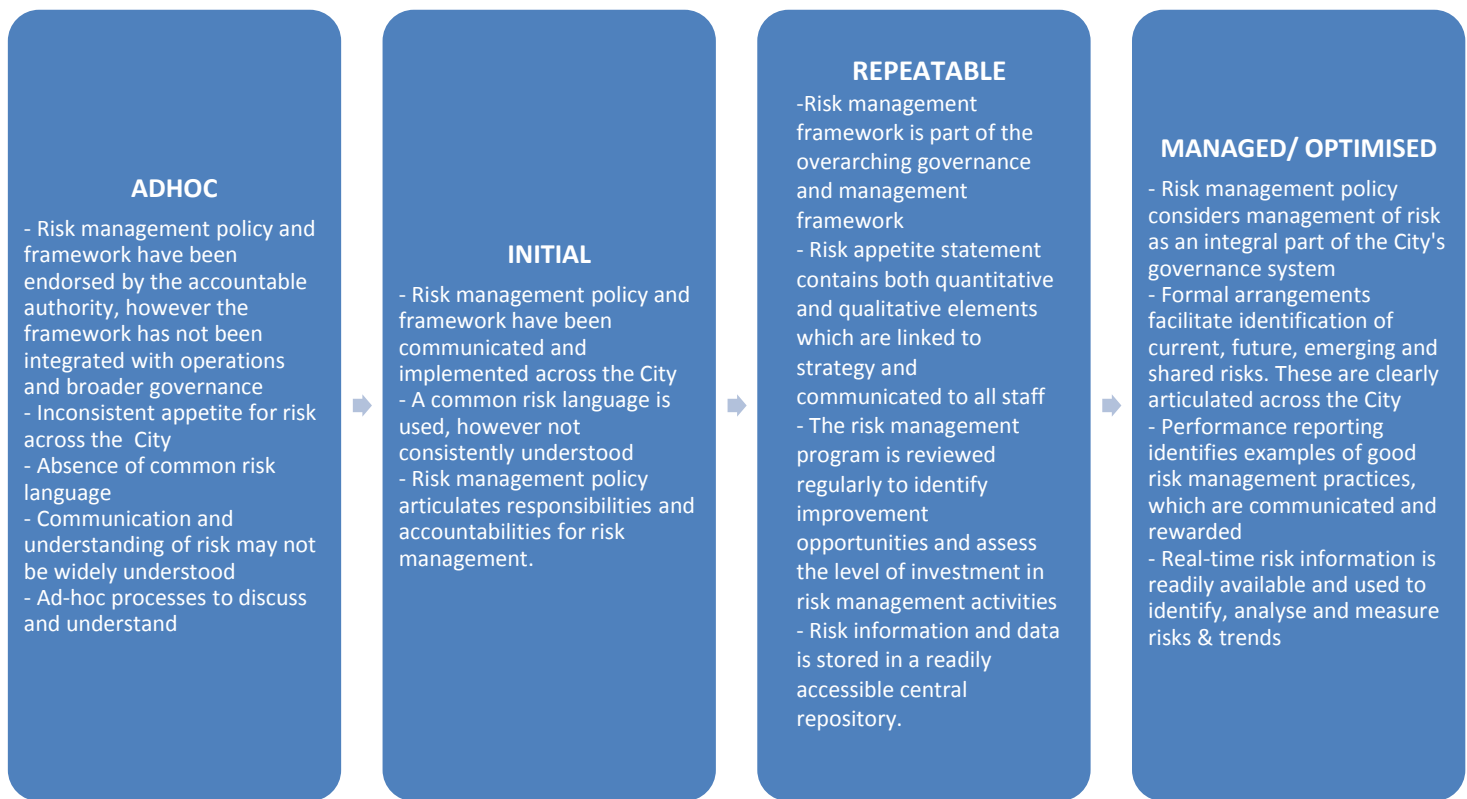 ADHOC
- Risk management policy and
framework have been
endorsed by the accountable
authority, however the
framework has not been
integrated with operations
and broader governance
- Inconsistent appetite for risk
across the  City
- Absence of common risk
language
- Communication and
understanding of risk may not
be widely understood
- Ad-hoc processes to discuss
and understand
INITIAL
- Risk management policy and
framework have been
communicated and
implemented across the City
- A common risk language is
used, however not
consistently understood
- Risk management policy
articulates responsibilities and
accountabilities for risk
management.
REPEATABLE
-Risk management
framework is part of the
overarching governance
and management
framework
- Risk appetite statement
contains both quantitative
and qualitative elements
which are linked to
strategy and
communicated to all staff
- The risk management
program is reviewed
regularly to identify
improvement
opportunities and assess
the level of investment in
risk management activities
- Risk information and data
is stored in a readily
accessible central
repository.
MANAGED/ OPTIMISED
- Risk management policy
considers management of risk
as an integral part of the City's
governance system
- Formal arrangements
facilitate identification of
current, future, emerging and
shared risks. These are clearly
articulated across the City
- Performance reporting
identifies examples of good
risk management practices,
which are communicated and
rewarded
- Real-time risk information is
readily available and used to
identify, analyse and measure
risks & trends